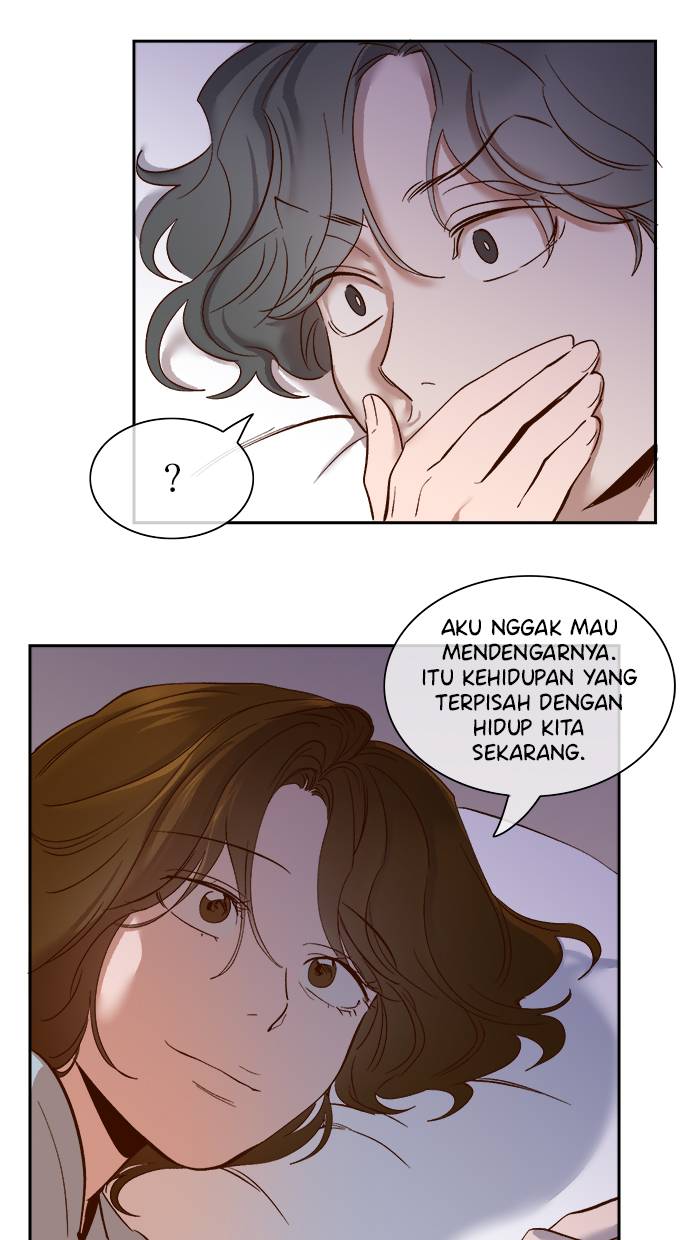 ?
AKU NGGAK MAU
MENDENGARNYA.
ITU KEHIDUPAN YANG
TERPISAH DENGAN
HIDUP KITA
SEKARANG.